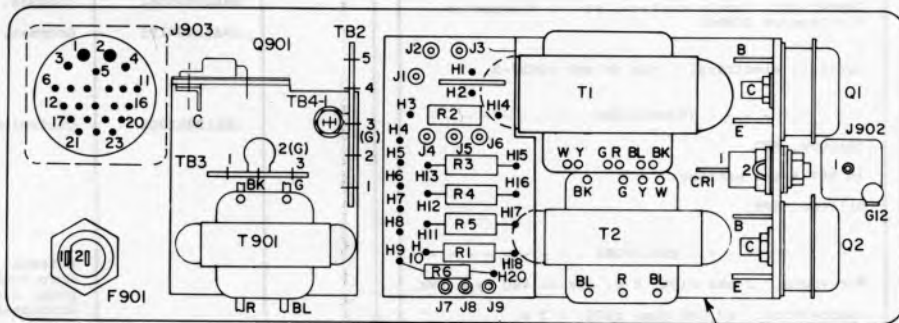 J903
Q901
TB2
1 2
3 4
5
6 11
12 16
17 20
21 23
C
TB4-1
H
5
4
3
(G)
2
1
TB3
1
2(G)
3
BK G
T901
R BL
1 2
F901
J2
J3
J1
H1
H2
H3
R2
H14
H4
J4 J5 J6
H5
R3
H15
H13
H6
R4
H16
H12
H7
R5
H17
H11
H8
H
10
R1
H18
H9
R6
H20
J7 J8 J9
T1
W Y G R BL BK
BK G Y W
T2
BL R BL
B
C
E
Q1
J902
1
CR1
2
1
G12
B
C
E
Q2